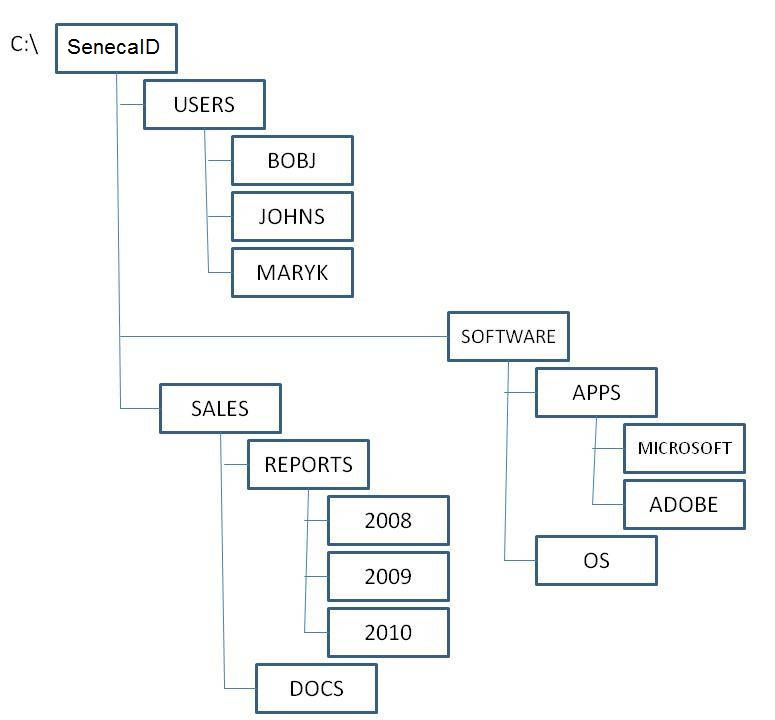 C:\ SenecaID
USERS
BOBJ
JOHNS
MARYK
SOFTWARE
APPS
MICROSOFT
ADOBE
OS
SALES
REPORTS
2008
2009
2010
DOCS